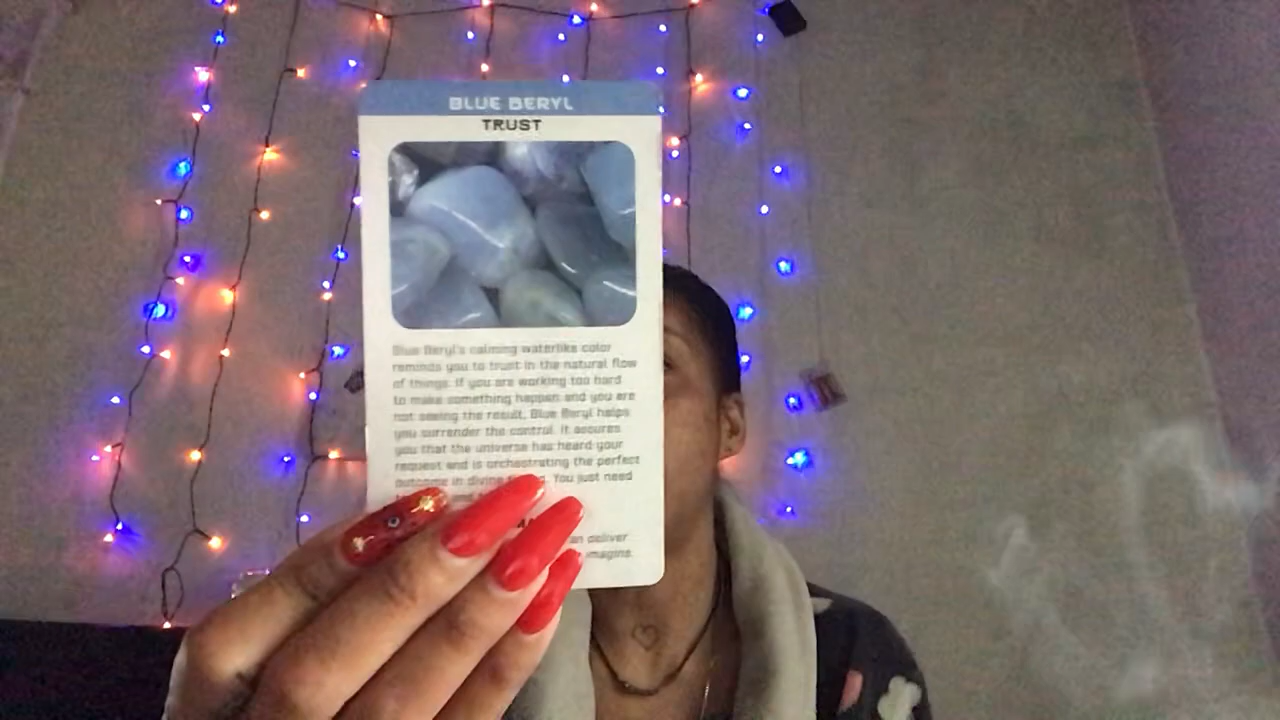 BLUE BERYL
TRUST
Blue Beryl's calming waterlike color
reminds you to trust in the natural flow
of things. If you are working too hard
to make something happen and you are
not seeing the result, Blue Beryl helps
you surrender the control. It assures
you that the universe has heard your
request and is orchestrating the perfect
outcome in divine You just need
and
an deliver
imagine.